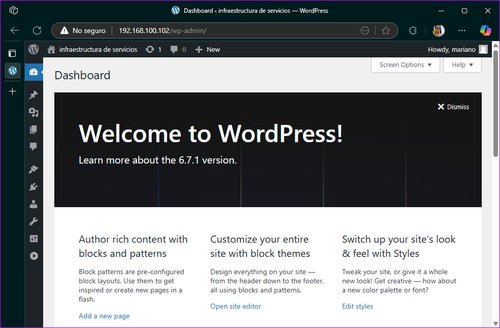 Dashboard ‹ infraestructura de servicios — WordPress
No seguro 192.168.100.102/wp-admin/
infraestructura de servicios 1 0 New Howdy, mariano
Screen Options Help
Dashboard
Dismiss
Welcome to WordPress!
Learn more about the 6.7.1 version.
Author rich content with
blocks and patterns
Block patterns are pre-configured
block layouts. Use them to get
inspired or create new pages in a
flash.
Add a new page
Customize your entire
site with block themes
Design everything on your site —
from the header down to the footer,
all using blocks and patterns.
Open site editor
Switch up your site’s look
& feel with Styles
Tweak your site, or give it a whole
new look! Get creative — how about
a new color palette or font?
Edit styles